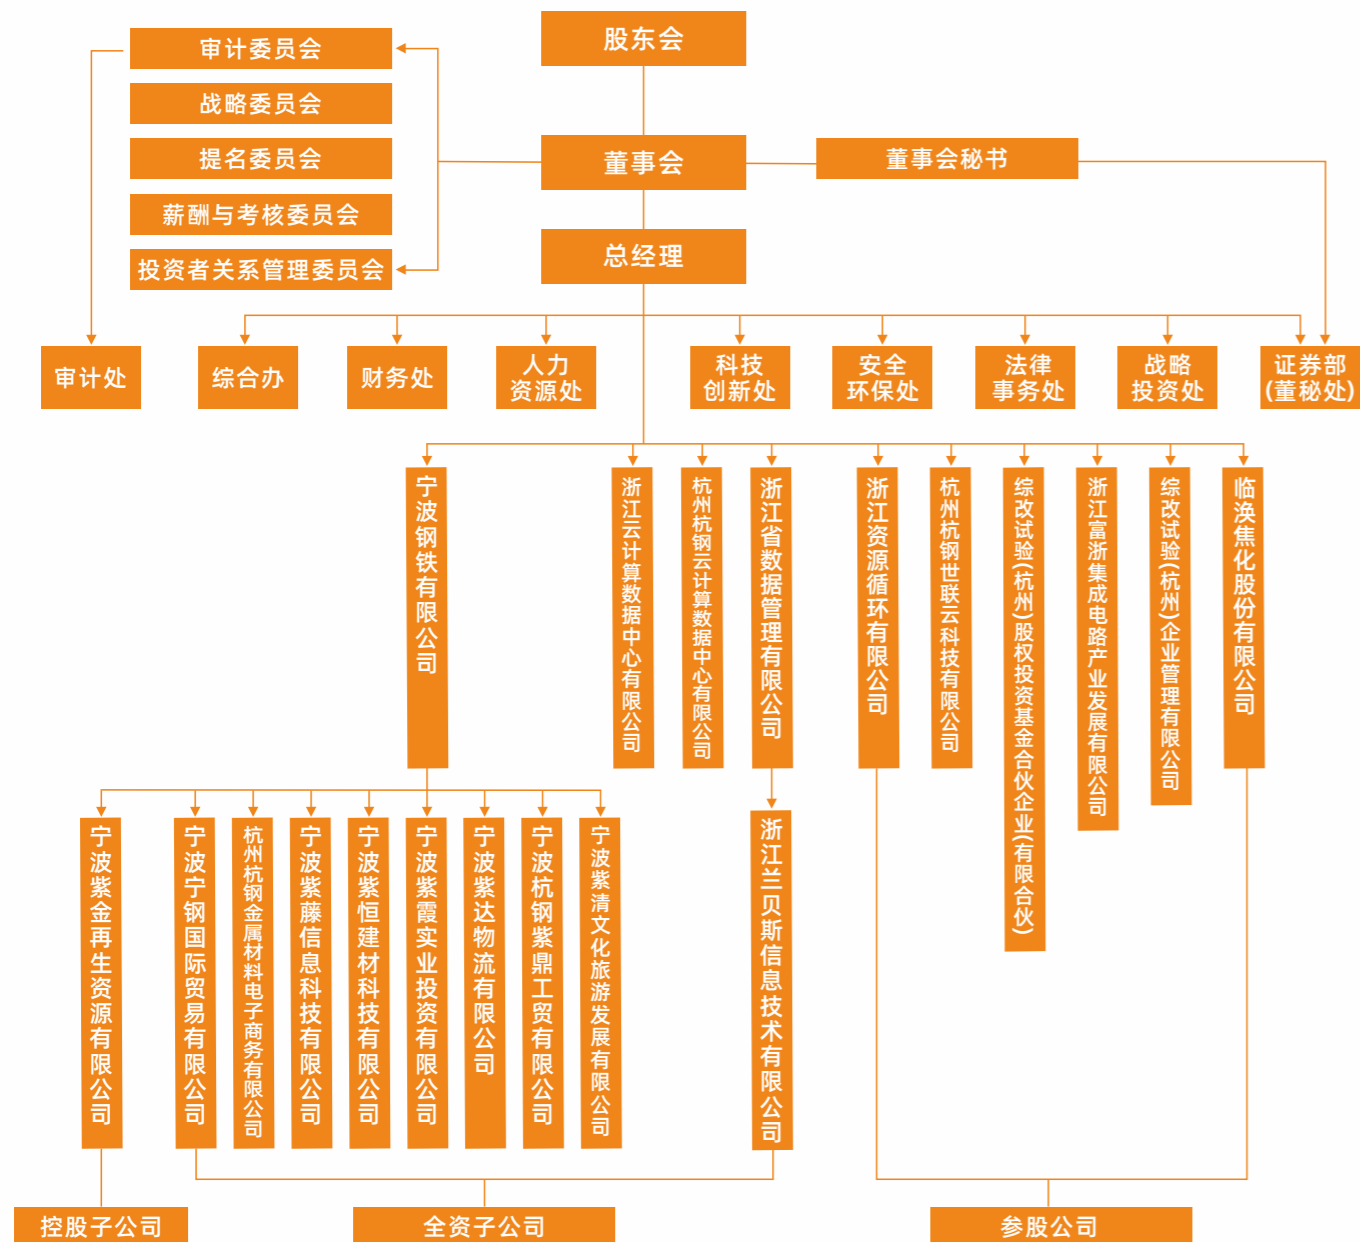 股东会
审计委员会
战略委员会
提名委员会
薪酬与考核委员会
投资者关系管理委员会
董事会
董事会秘书
总经理
审计处
综合办
财务处
人力
资源处
科技
创新处
安全
环保处
法律
事务处
战略
投资处
证券部
(董秘处)
宁波钢铁有限公司
浙江云计算数据中心有限公司
杭州杭钢云计算数据中心有限公司
浙江省数据管理有限公司
浙江资源循环有限公司
杭州杭钢世联云科技有限公司
综改试验(杭州)股权投资基金合伙企业(有限合伙)
浙江富浙集成电路产业发展有限公司
综改试验(杭州)企业管理有限公司
临涣焦化股份有限公司
宁波紫金再生资源有限公司
宁波宁钢国际贸易有限公司
杭州杭钢金属材料电子商务有限公司
宁波紫藤信息科技有限公司
宁波紫恒建材科技有限公司
宁波紫霞实业投资有限公司
宁波紫达物流有限公司
宁波杭钢紫鼎工贸有限公司
宁波紫清文化旅游发展有限公司
浙江兰贝斯信息技术有限公司
控股子公司
全资子公司
参股公司